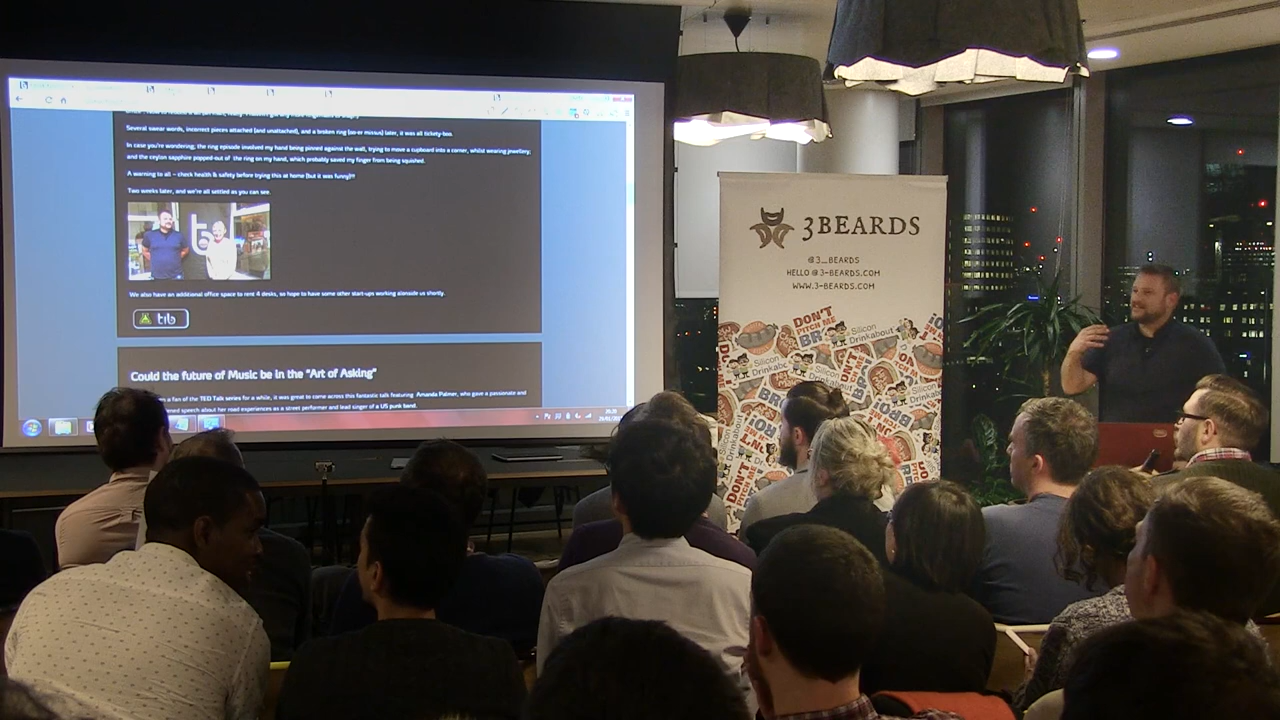 Several swear words, incorrect pieces attached (and unattached), and a broken ring (so-er missus) later, it was all tickety-boo.
In case you're wondering; the ring episode involved my hand being pinned against the wall, trying to move a cupboard into a corner, whilst wearing jewellery;
and the ceylon sapphire popped-out of the ring on my hand, which probably saved my finger from being squished.
A warning to all – check health & safety before trying this at home (but it was funny)!!!
Two weeks later, and we're all settled as you can see.
We also have an additional office space to rent 4 desks, so hope to have some other start-ups working alongside us shortly.
tib
Could the future of Music be in the "Art of Asking"
a fan of the TED Talk series for a while, it was great to come across this fantastic talk featuring Amanda Palmer, who gave a passionate and
speech about her road experiences as a street performer and lead singer of a US punk band.
3BEARDS
@3_BEARDS
HELLO@3-BEARDS.COM
WWW.3-BEARDS.COM
DON'T
PITCH ME
BRO!
Silicon
Drinkabout